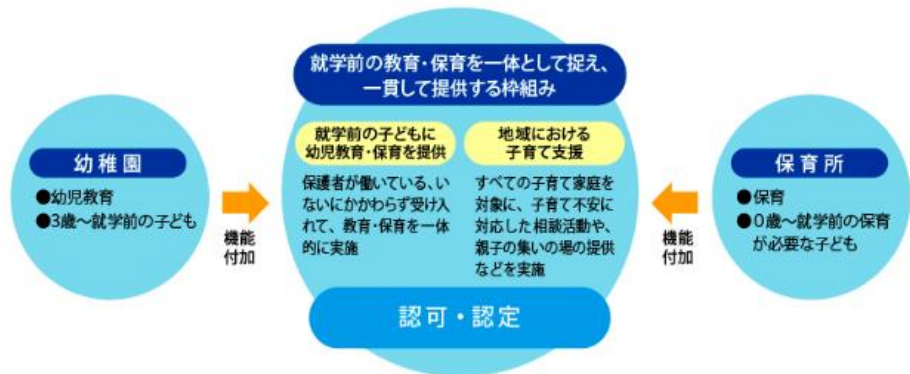 就学前の教育・保育を一体として捉え、
一貫して提供する枠組み
幼稚園
●幼児教育
●3歳～就学前の子ども
機能
付加
就学前の子どもに
幼児教育・保育を提供
保護者が働いている、い
ないにかかわらず受け入
れて、教育・保育を一体
的に実施
地域における
子育て支援
すべての子育て家庭を
対象に、子育て不安に
対応した相談活動や、
親子の集いの場の提供
などを実施
認可・認定
機能
付加
保育所
●保育
●０歳～就学前の保育
が必要な子ども